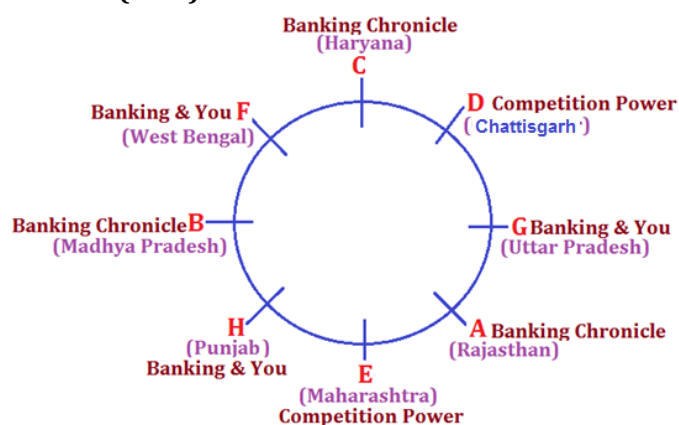 Banking Chronicle
(Haryana)
C
D Competition Power
(Chattisgarh)
Banking & You F
(West Bengal)
Banking Chronicle B
(Madhya Pradesh)
G Banking & You
(Uttar Pradesh)
H
(Punjab)
Banking & You
A Banking Chronicle
(Rajasthan)
E
(Maharashtra)
Competition Power